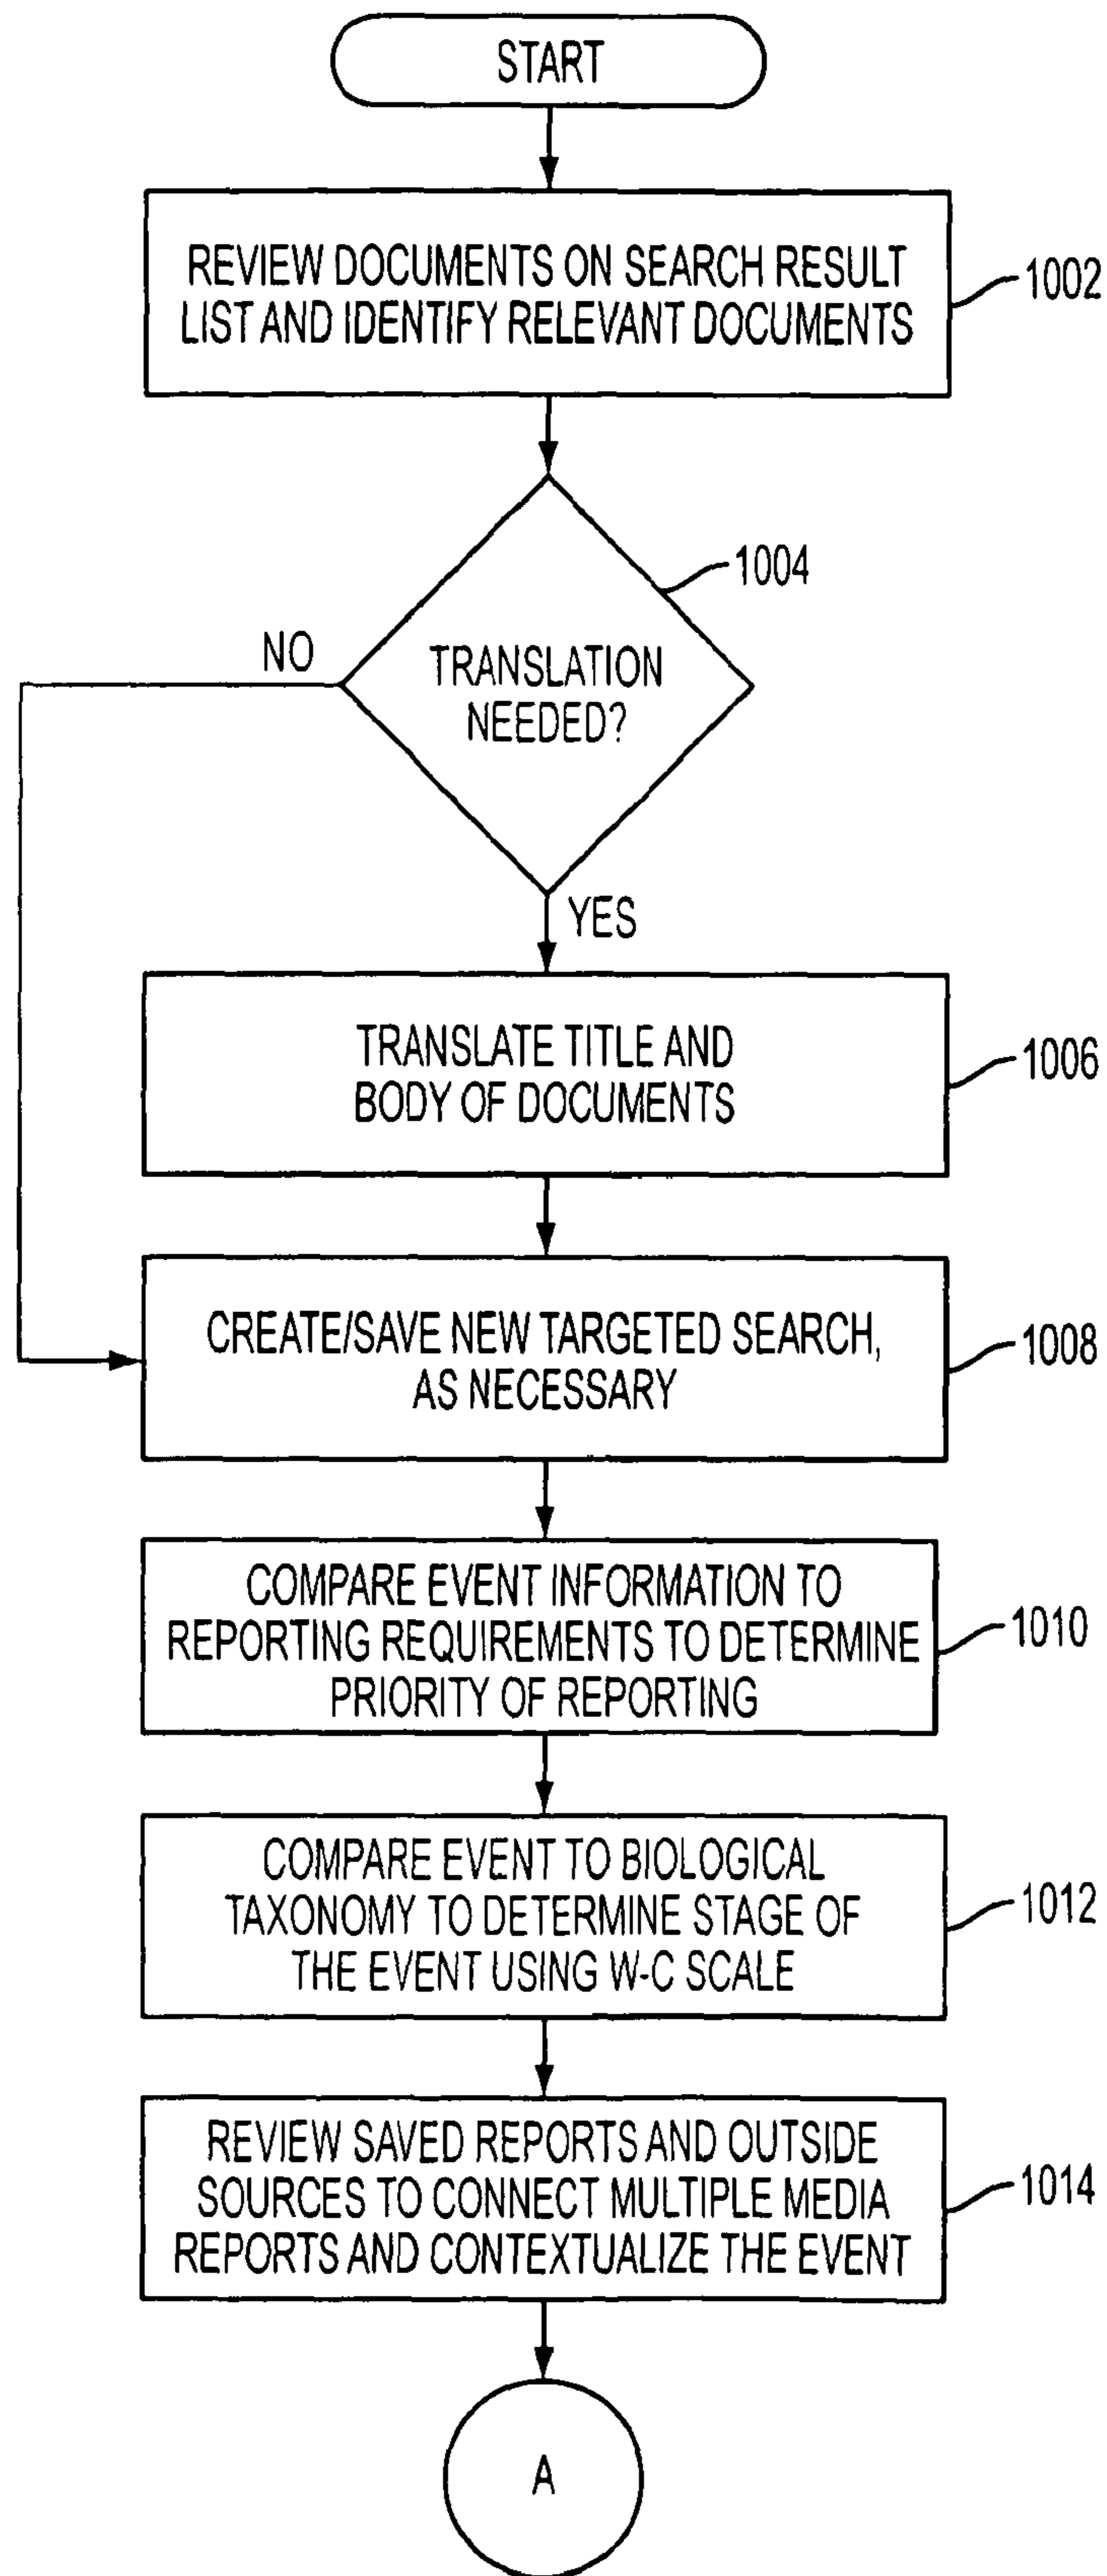 START
REVIEW DOCUMENTS ON SEARCH RESULT
LIST AND IDENTIFY RELEVANT DOCUMENTS
1002
1004
NO
TRANSLATION
NEEDED?
YES
TRANSLATE TITLE AND
BODY OF DOCUMENTS
1006
CREATE/SAVE NEW TARGETED SEARCH,
AS NECESSARY
1008
COMPARE EVENT INFORMATION TO
REPORTING REQUIREMENTS TO DETERMINE
PRIORITY OF REPORTING
1010
COMPARE EVENT TO BIOLOGICAL
TAXONOMY TO DETERMINE STAGE OF
THE EVENT USING W-C SCALE
1012
REVIEW SAVED REPORTS AND OUTSIDE
SOURCES TO CONNECT MULTIPLE MEDIA
REPORTS AND CONTEXTUALIZE THE EVENT
1014
A